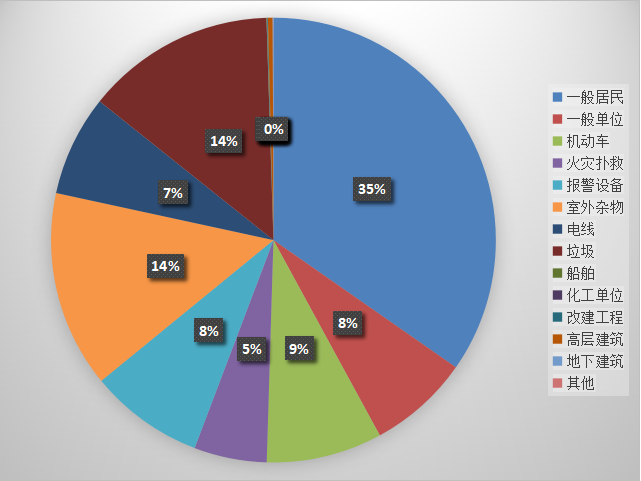 0%
14%
35%
7%
14%
8%
8%
5%
9%
一般居民
一般单位
机动车
火灾扑救
报警设备
室外杂物
电线
垃圾
船舶
化工单位
改建工程
高层建筑
地下建筑
其他